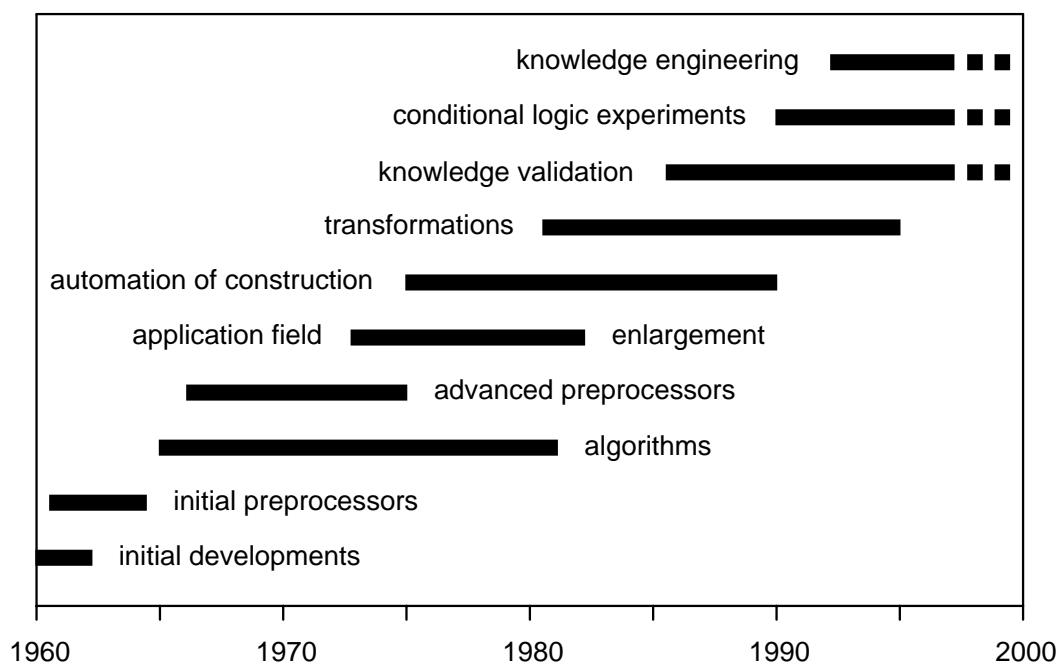 knowledge engineering
conditional logic experiments
knowledge validation
transformations
automation of construction
application field enlargement
advanced preprocessors
algorithms
initial preprocessors
initial developments
1960 1970 1980 1990 2000